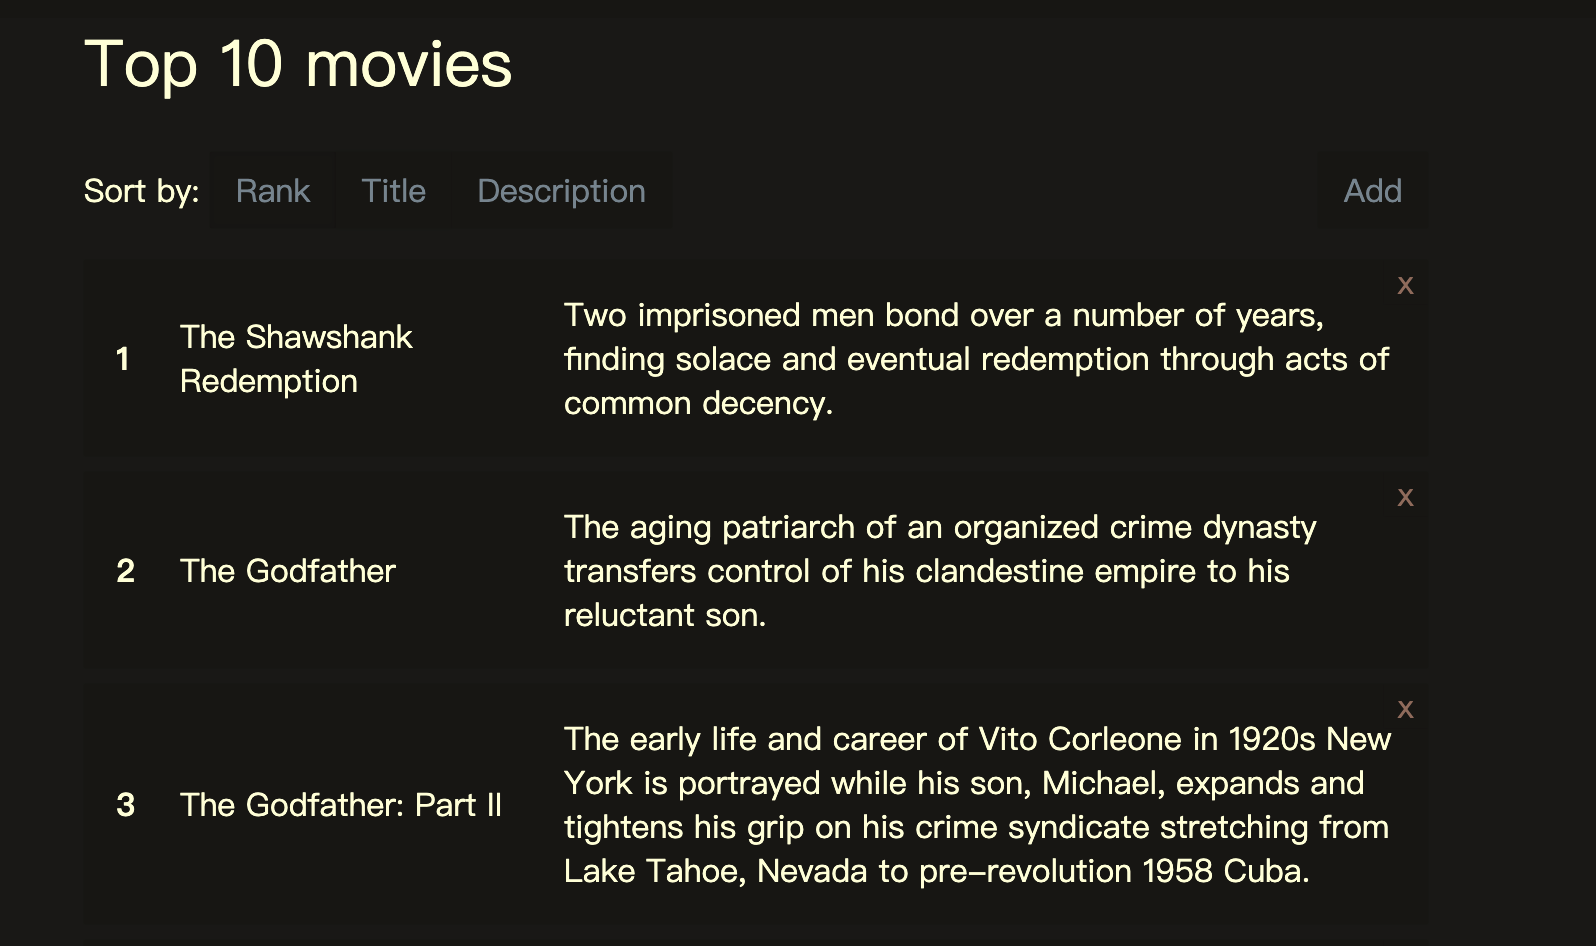 Top 10 movies
Sort by: Rank Title Description Add
x
Two imprisoned men bond over a number of years,
The Shawshank
1
finding solace and eventual redemption through acts of
Redemption
common decency.
x
The aging patriarch of an organized crime dynasty
2 The Godfather transfers control of his clandestine empire to his
reluctant son.
x
The early life and career of Vito Corleone in 1920s New
York is portrayed while his son, Michael, expands and
3 The Godfather: Part II
tightens his grip on his crime syndicate stretching from
Lake Tahoe, Nevada to pre–revolution 1958 Cuba.